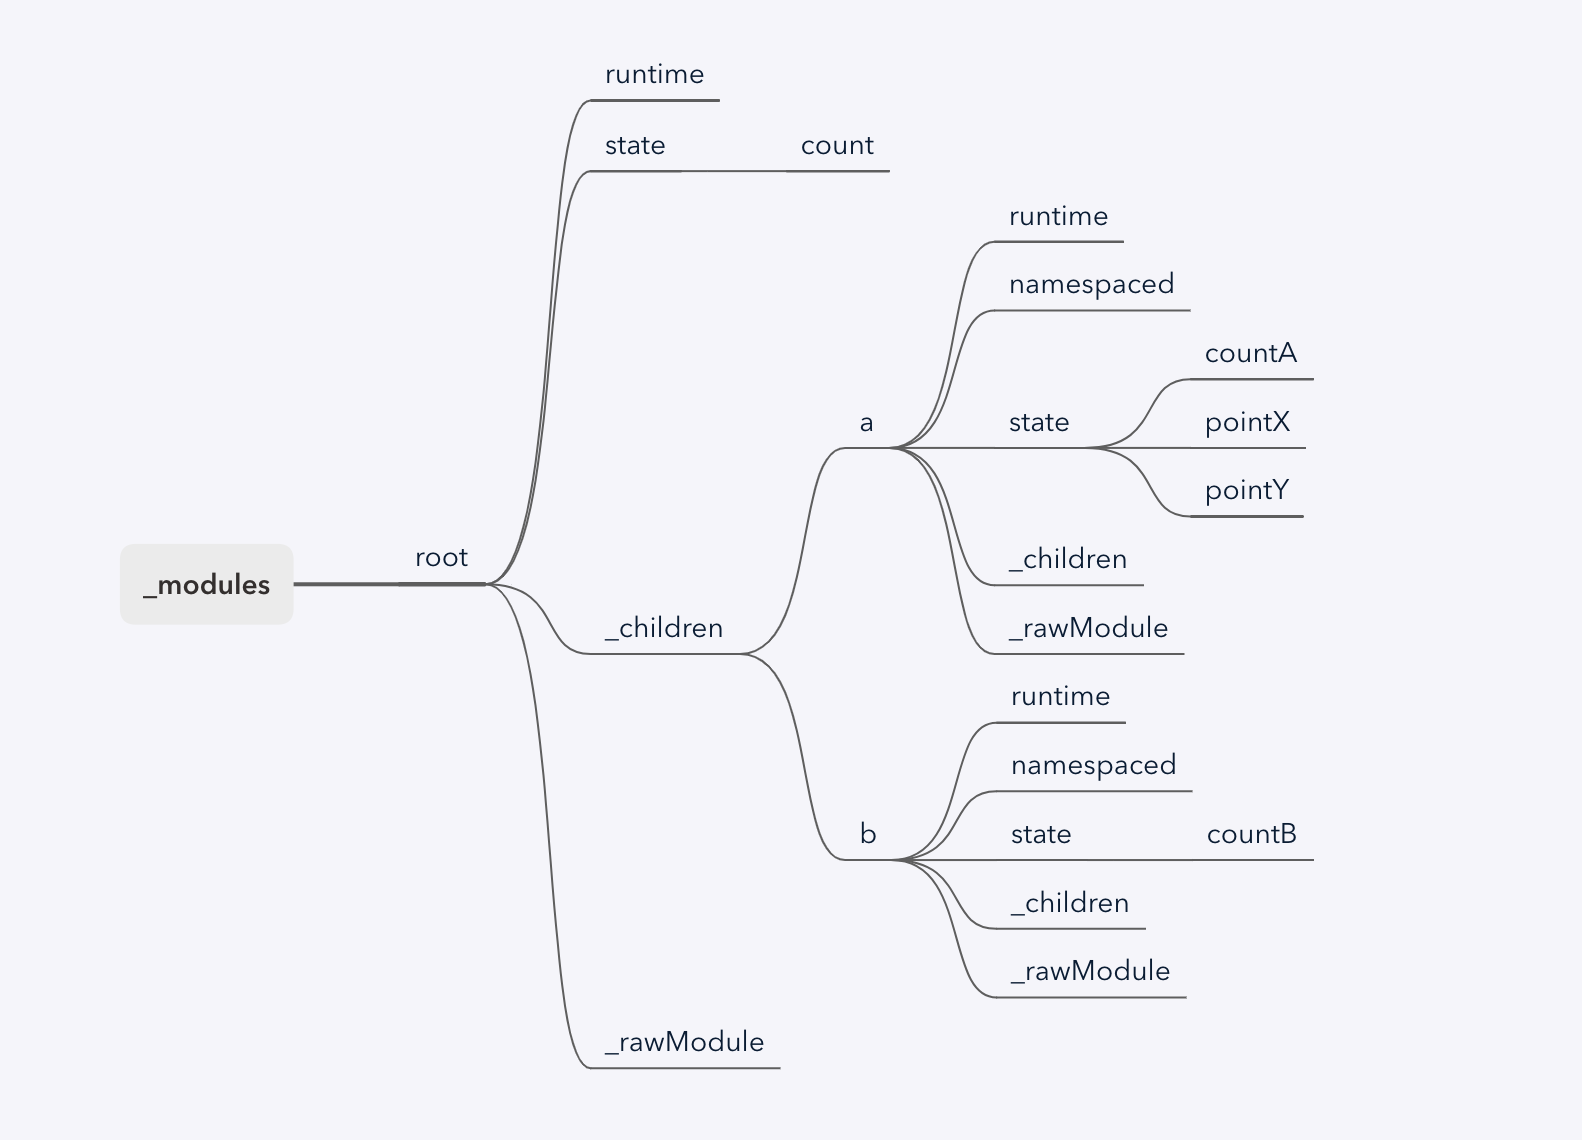 runtime
state
count
runtime
namespaced
countA
a
state
pointX
pointY
_children
_rawModule
_modules
root
_children
runtime
namespaced
b
state
countB
_children
_rawModule
_rawModule